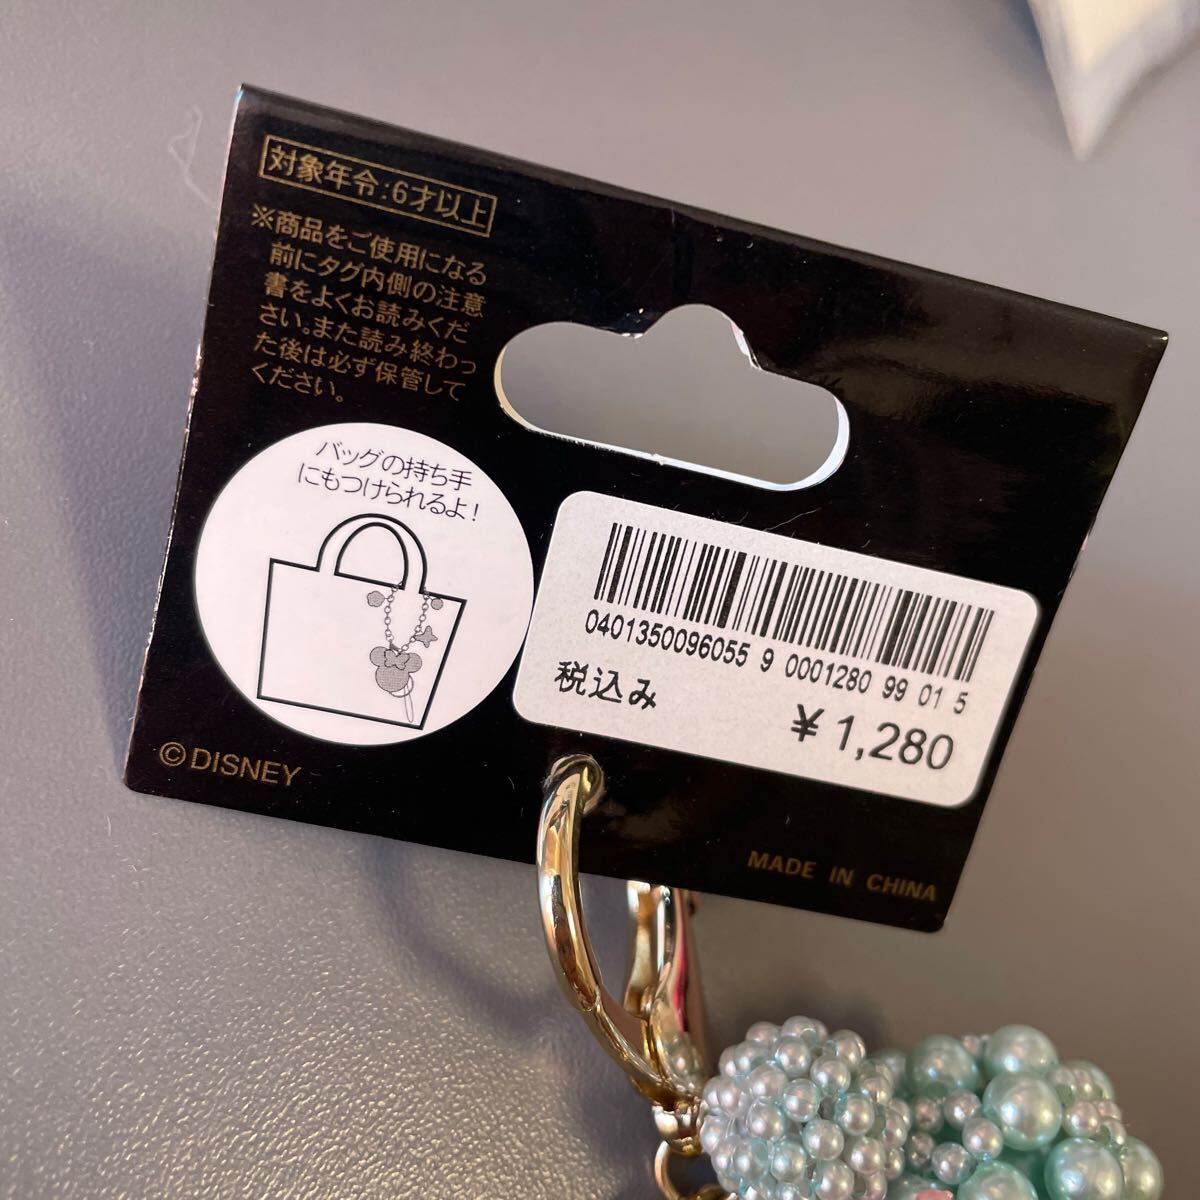 対象年令:6才以上
※商品をご使用になる
前にタグ内側の注意
書をよくお読みくだ
さい。また読み終わっ
た後は必ず保管して
ください。
バッグの持ち手
にもつけられるよ!
0401350096055 9 0001280 99 01 5
税込み
¥1,280
©DISNEY
MADE IN CHINA